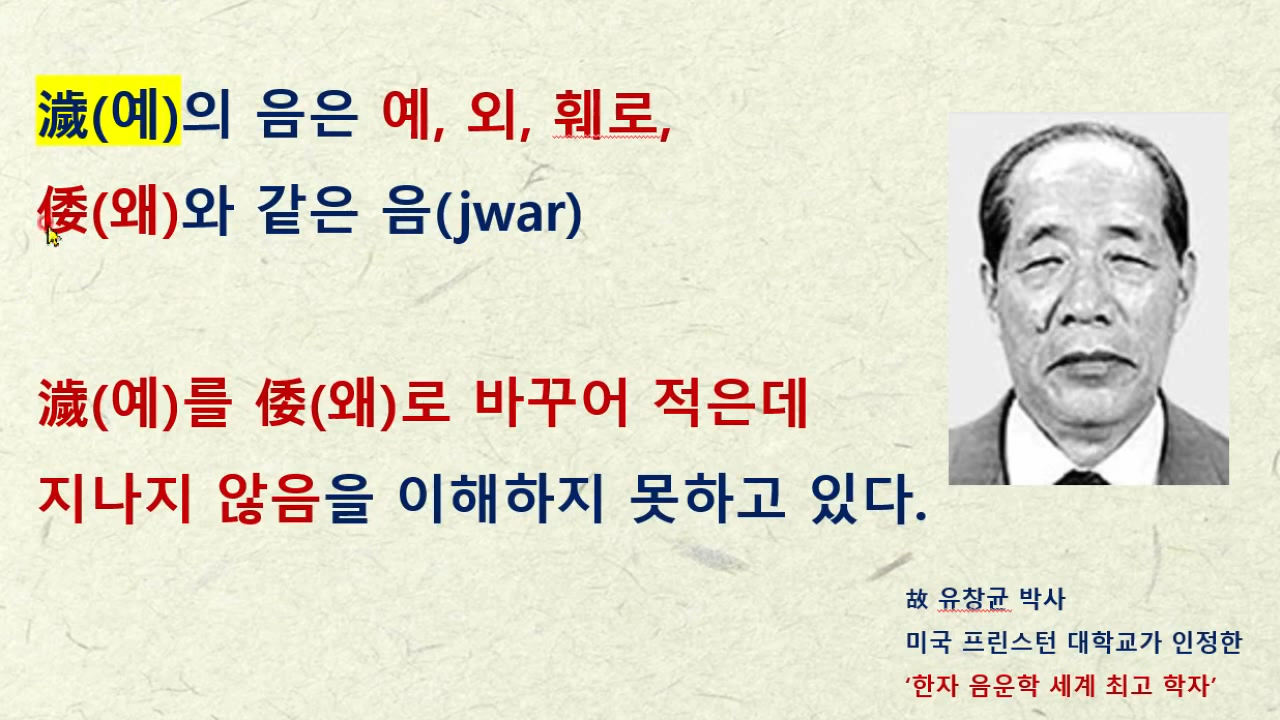 濊(예)의 음은 예, 외, 훼로,
倭(왜)와 같은 음(jwar)
濊(예)를 倭(왜)로 바꾸어 적은데
지나지 않음을 이해하지 못하고 있다.
故 유창균 박사
미국 프린스턴 대학교가 인정한
‘한자 음운학 세계 최고 학자’